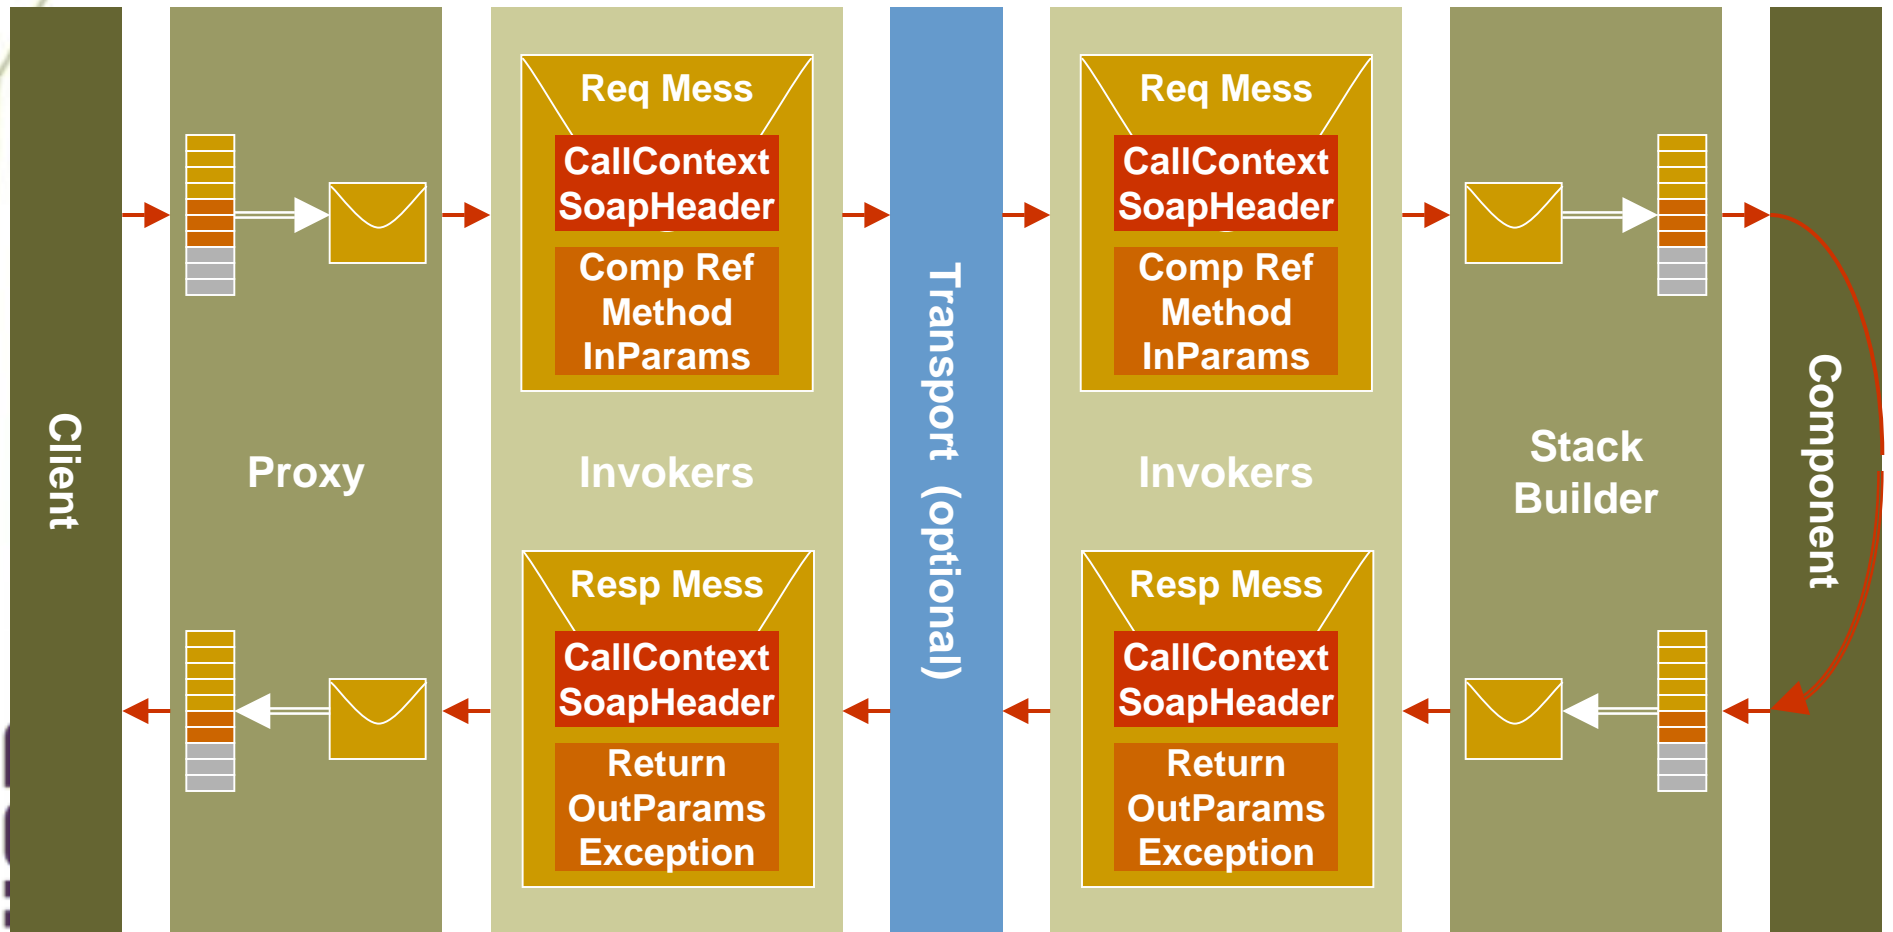 Client
Proxy
Req Mess
CallContext
SoapHeader
Comp Ref
Method
InParams
Invokers
Resp Mess
CallContext
SoapHeader
Return
OutParams
Exception
Transport (optional)
Req Mess
CallContext
SoapHeader
Comp Ref
Method
InParams
Invokers
Resp Mess
CallContext
SoapHeader
Return
OutParams
Exception
Stack
Builder
Component